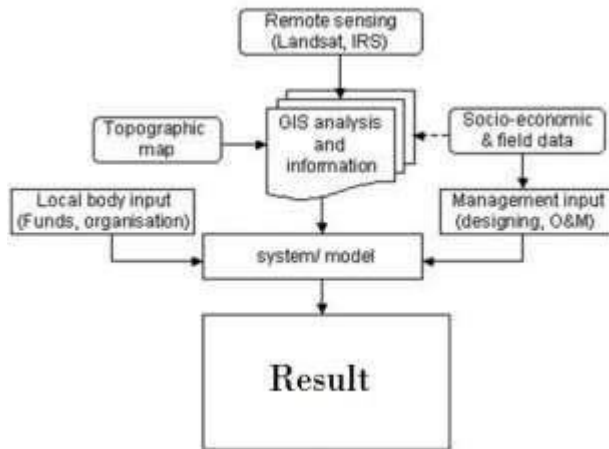 Remote sensing
(Landsat, IRS)
GIS analysis
and
information
Topographic
map
Socio-economic
& field data
Local body input
(Funds, organisation)
Management input
(designing, O&M)
system/ model
Result